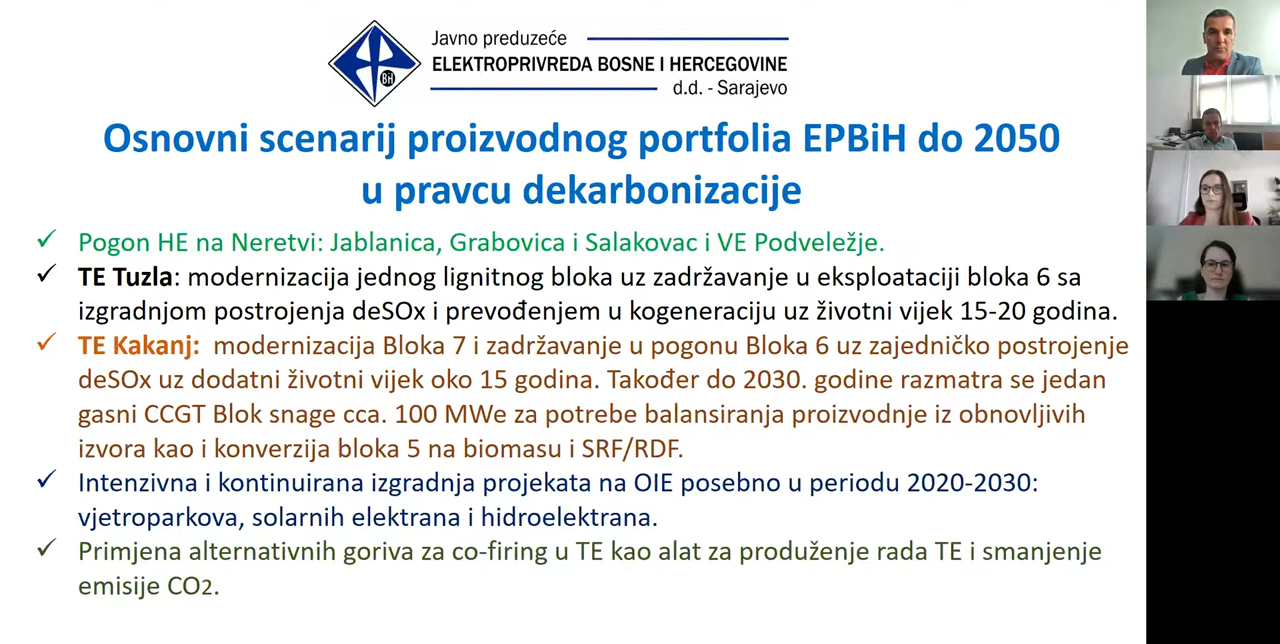 Javno preduzeće
ELEKTROPRIVREDA BOSNE I HERCEGOVINE
d.d. - Sarajevo
BiH
Osnovni scenarij proizvodnog portfolia EPBiH do 2050
u pravcu dekarbonizacije
✓ Pogon HE na Neretvi: Jablanica, Grabovica i Salakovac i VE Podveležje.
✓ TE Tuzla: modernizacija jednog lignitnog bloka uz zadržavanje u eksploataciji bloka 6 sa
izgradnjom postrojenja deSOx i prevođenjem u kogeneraciju uz životni vijek 15-20 godina.
✓ TE Kakanj: modernizacija Bloka 7 i zadržavanje u pogonu Bloka 6 uz zajedničko postrojenje
deSOx uz dodatni životni vijek oko 15 godina. Također do 2030. godine razmatra se jedan
gasni CCGT Blok snage cca. 100 MWe za potrebe balansiranja proizvodnje iz obnovljivih
izvora kao i konverzija bloka 5 na biomasu i SRF/RDF.
✓ Intenzivna i kontinuirana izgradnja projekata na OIE posebno u periodu 2020-2030:
vjetroparkova, solarnih elektrana i hidroelektrana.
✓ Primjena alternativnih goriva za co-firing u TE kao alat za produženje rada TE i smanjenje
emisije CO2.